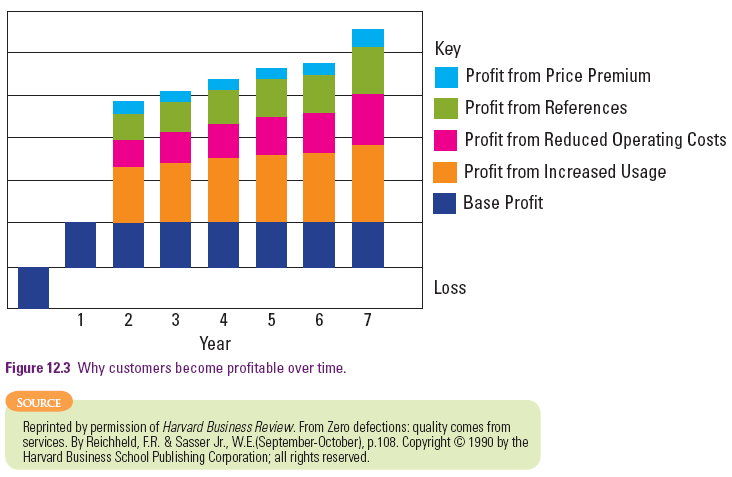 Key
Profit from Price Premium
Profit from References
Profit from Reduced Operating Costs
Profit from Increased Usage
Base Profit
Loss
1 2 3 4 5 6 7
Year
Figure 12.3 Why customers become profitable over time.
SOURCE
Reprinted by permission of Harvard Business Review. From Zero defections: quality comes from
services. By Reichheld, F.R. & Sasser Jr., W.E.(September-October), p.108. Copyright © 1990 by the
Harvard Business School Publishing Corporation; all rights reserved.